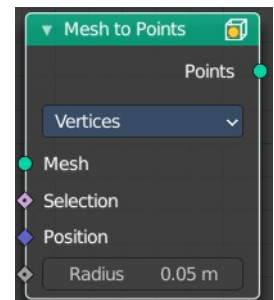 Mesh to Points
Points
Vertices
Mesh
Selection
Position
Radius 0.05 m